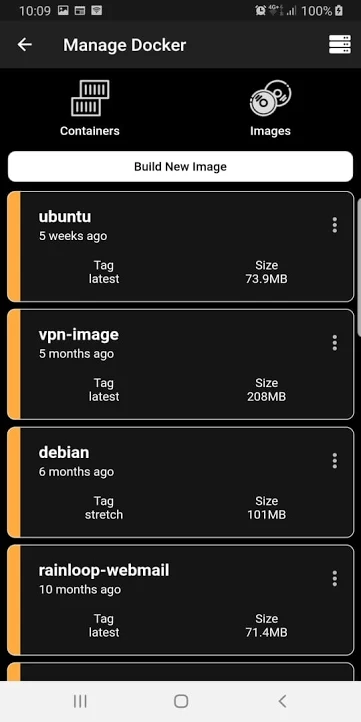 10:09
4G+
100%
Manage Docker
Containers
Images
Build New Image
ubuntu
5 weeks ago
Tag
Size
latest
73.9MB
vpn-image
5 months ago
Tag
Size
latest
208MB
debian
6 months ago
Tag
Size
stretch
101MB
rainloop-webmail
10 months ago
Tag
Size
latest
71.4MB